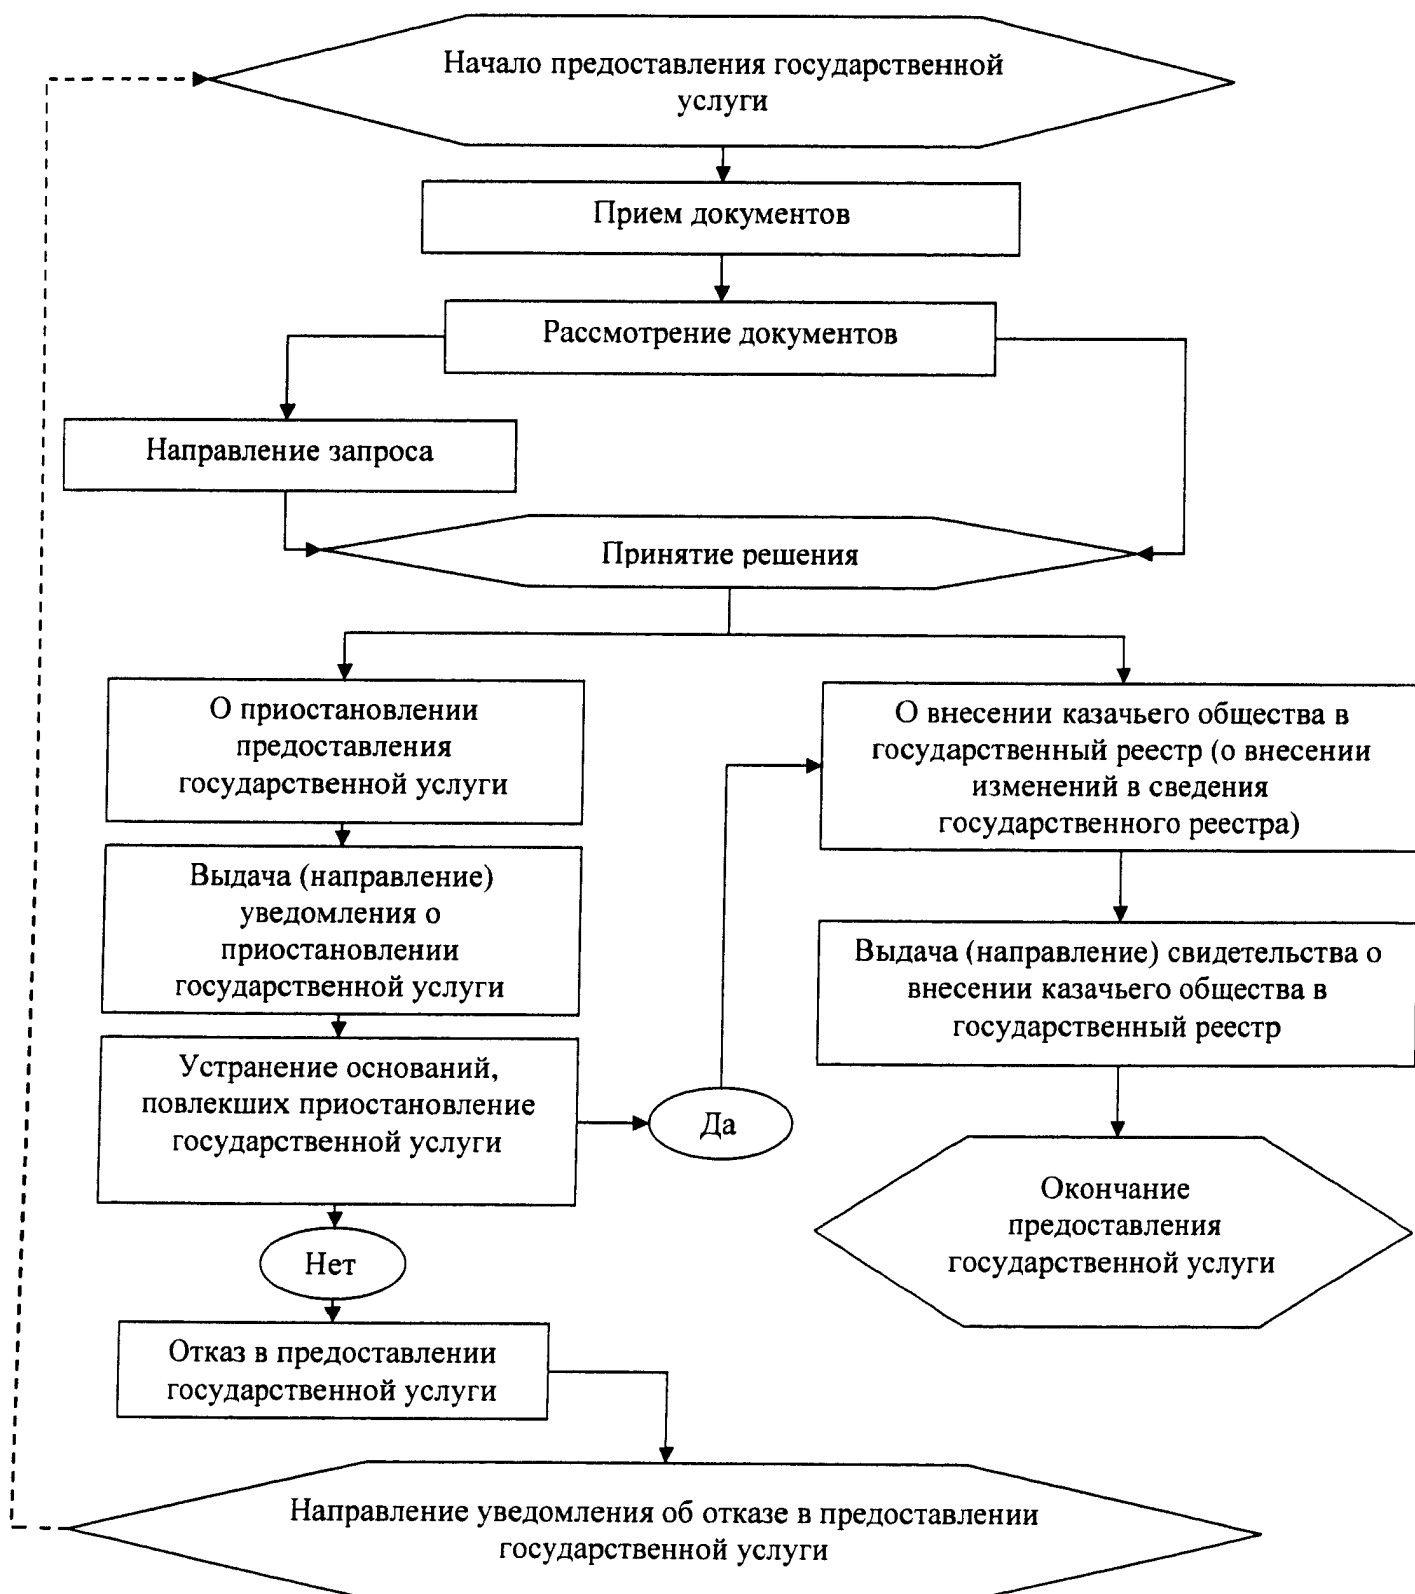 Начало предоставления государственной
услуги
Прием документов
Рассмотрение документов
Направление запроса
Принятие решения
О приостановлении
предоставления
государственной услуги
О внесении казачьего общества в
государственный реестр (о внесении
изменений в сведения
государственного реестра)
Выдача (направление)
уведомления о
приостановлении
государственной услуги
Выдача (направление) свидетельства о
внесении казачьего общества в
государственный реестр
Устранение оснований,
повлекших приостановление
государственной услуги
Да
Окончание
предоставления
государственной услуги
Нет
Отказ в предоставлении
государственной услуги
Направление уведомления об отказе в предоставлении
государственной услуги